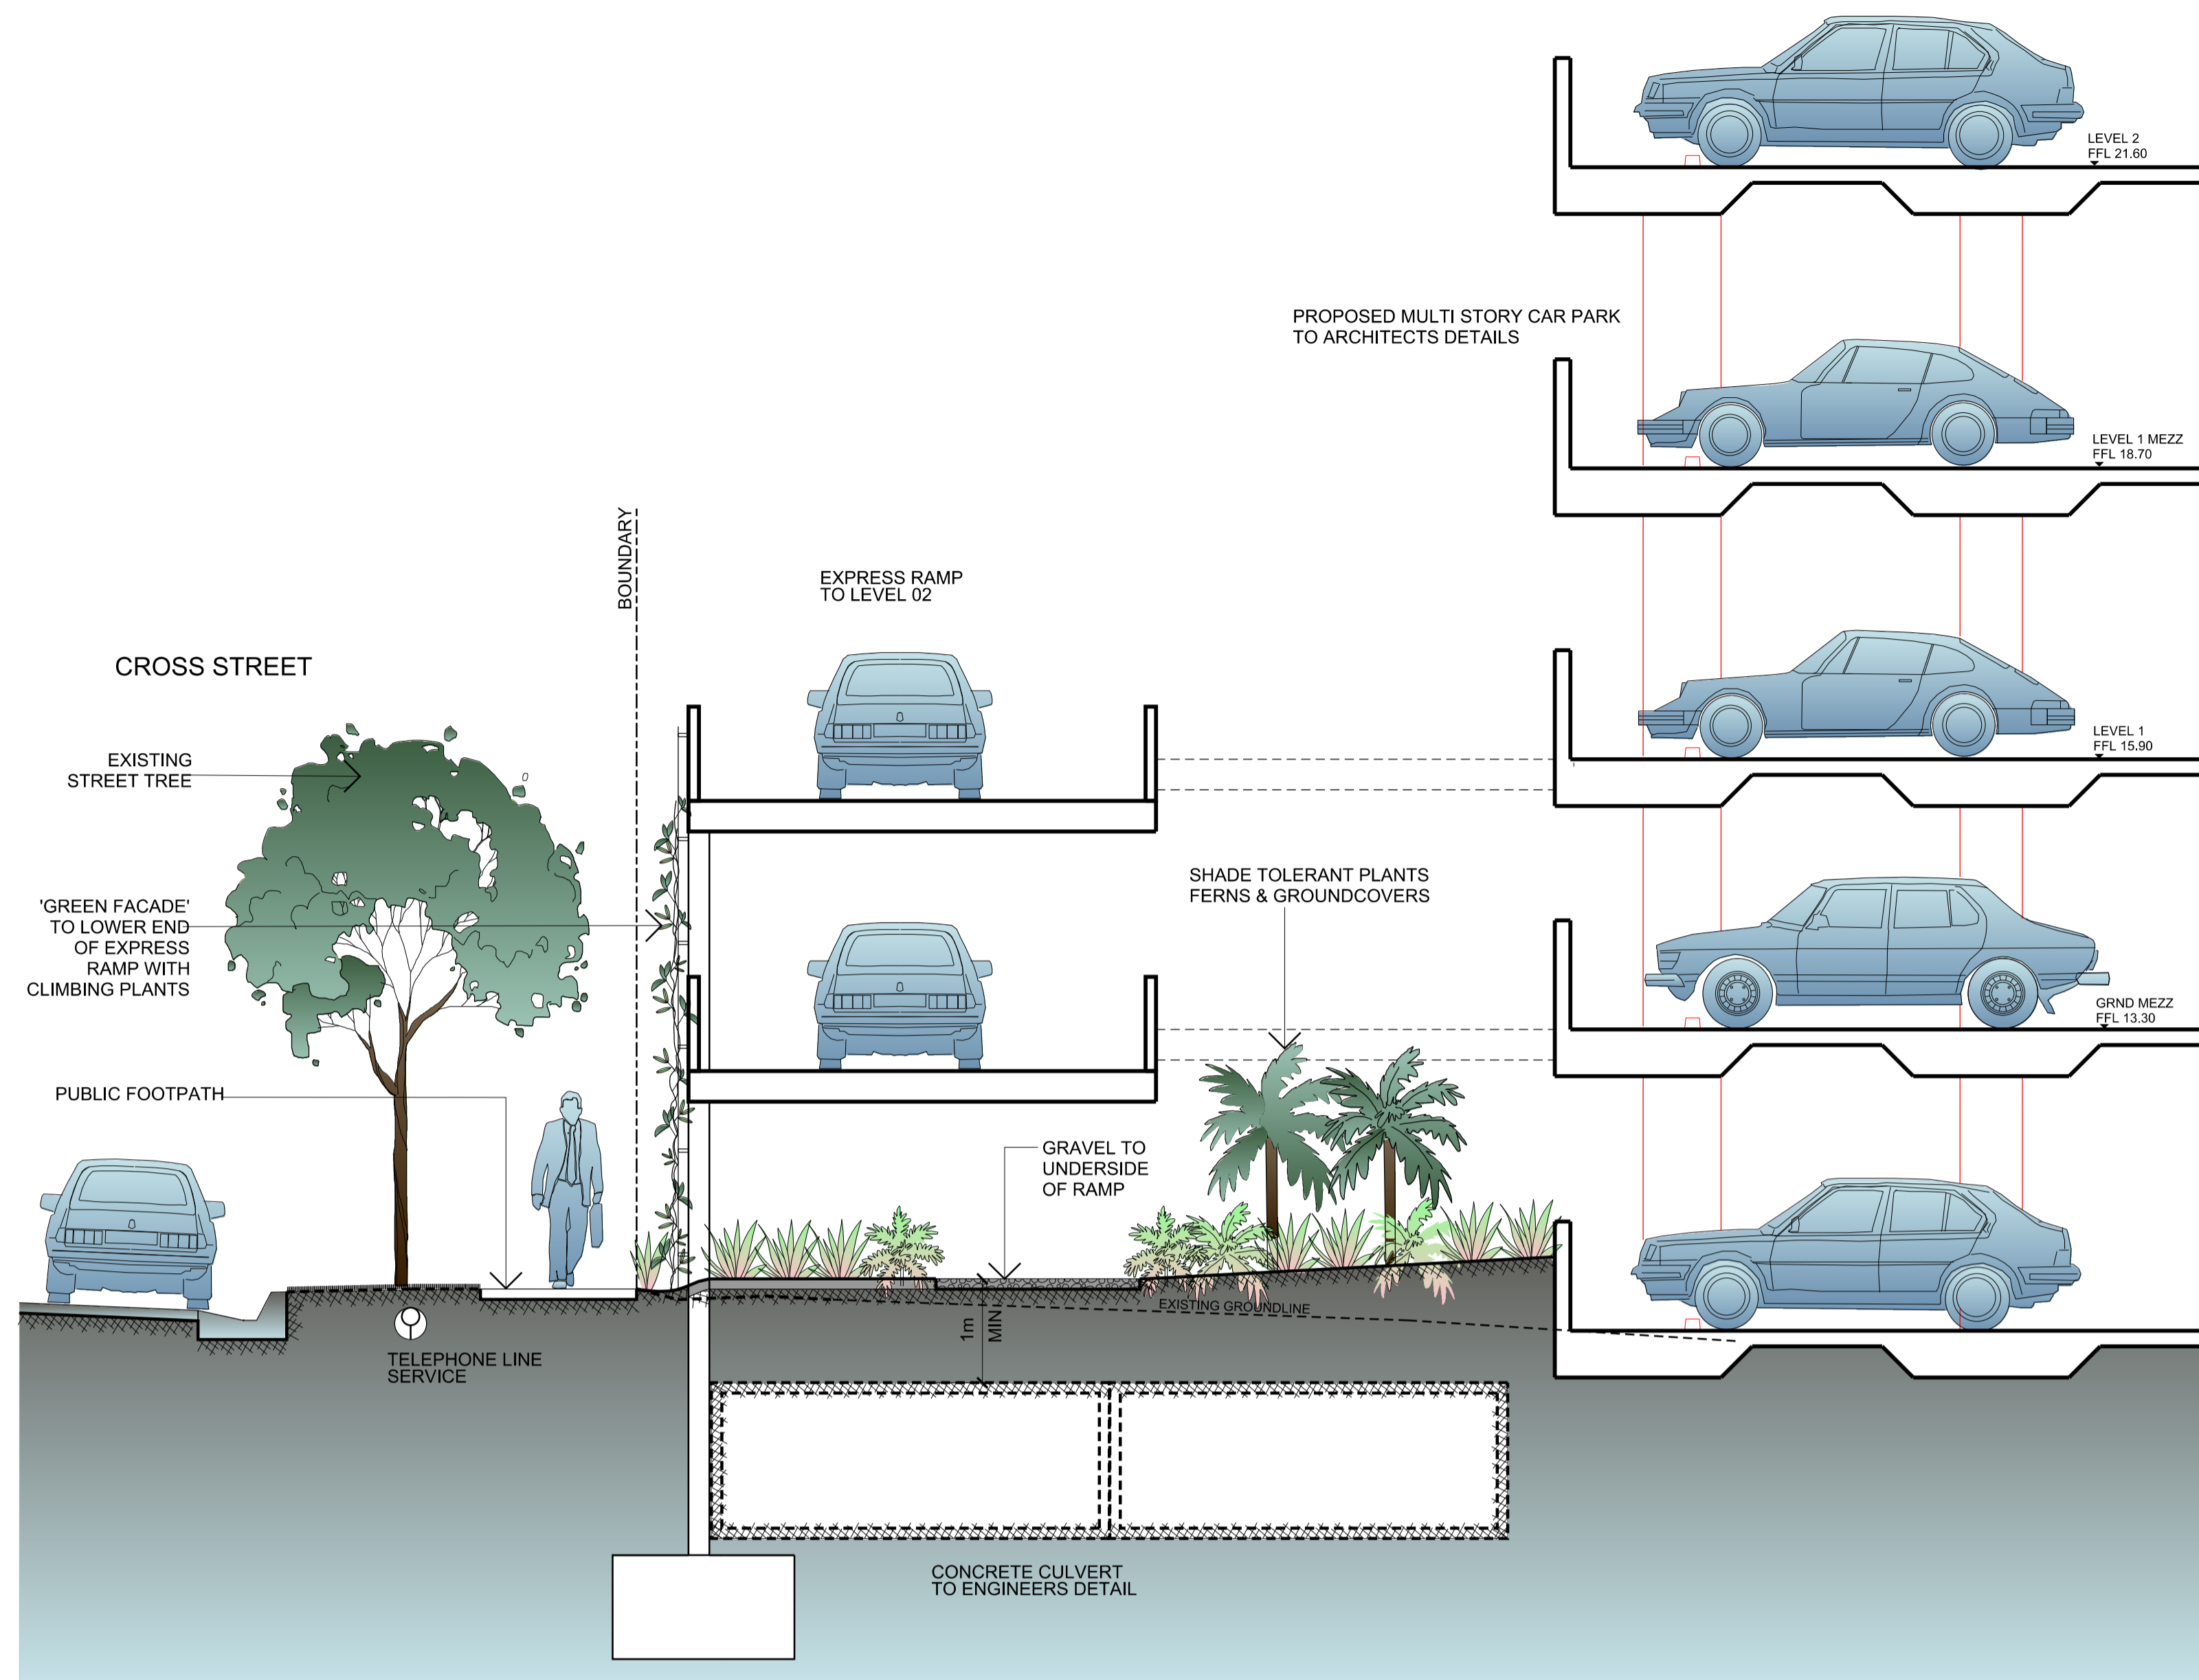 LEVEL 2
FFL 21.60
PROPOSED MULTI STORY CAR PARK
TO ARCHITECTS DETAILS
LEVEL 1 MEZZ
FFL 18.70
BOUNDARY
EXPRESS RAMP
TO LEVEL 02
CROSS STREET
LEVEL 1
FFL 15.90
EXISTING
STREET TREE
SHADE TOLERANT PLANTS
FERNS & GROUNDCOVERS
'GREEN FACADE'
TO LOWER END
OF EXPRESS
RAMP WITH
CLIMBING PLANTS
GRND MEZZ
FFL 13.30
PUBLIC FOOTPATH
GRAVEL TO
UNDERSIDE
OF RAMP
EXISTING GROUNDLINE
1m
MIN
TELEPHONE LINE
SERVICE
CONCRETE CULVERT
TO ENGINEERS DETAIL